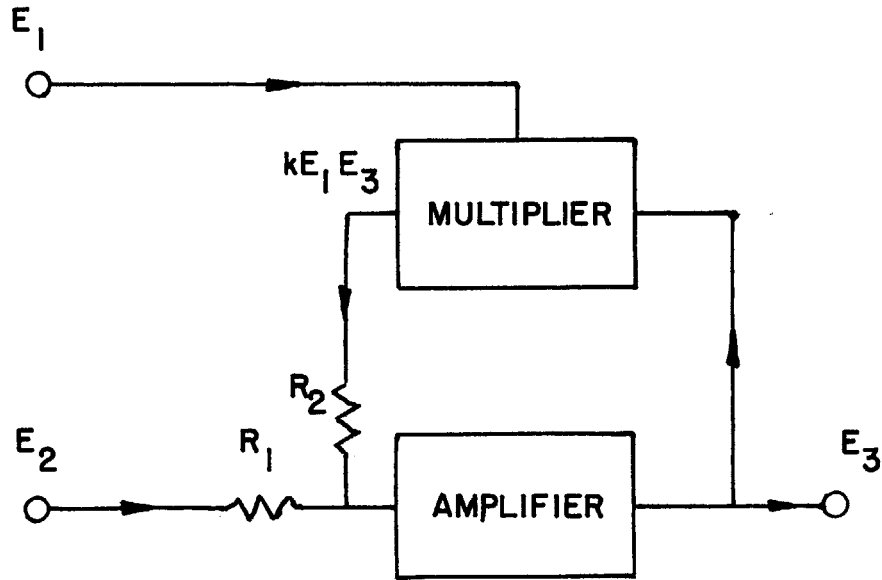 E₁
kE₁E₃
MULTIPLIER
R₂
E₂
R₁
AMPLIFIER
E₃